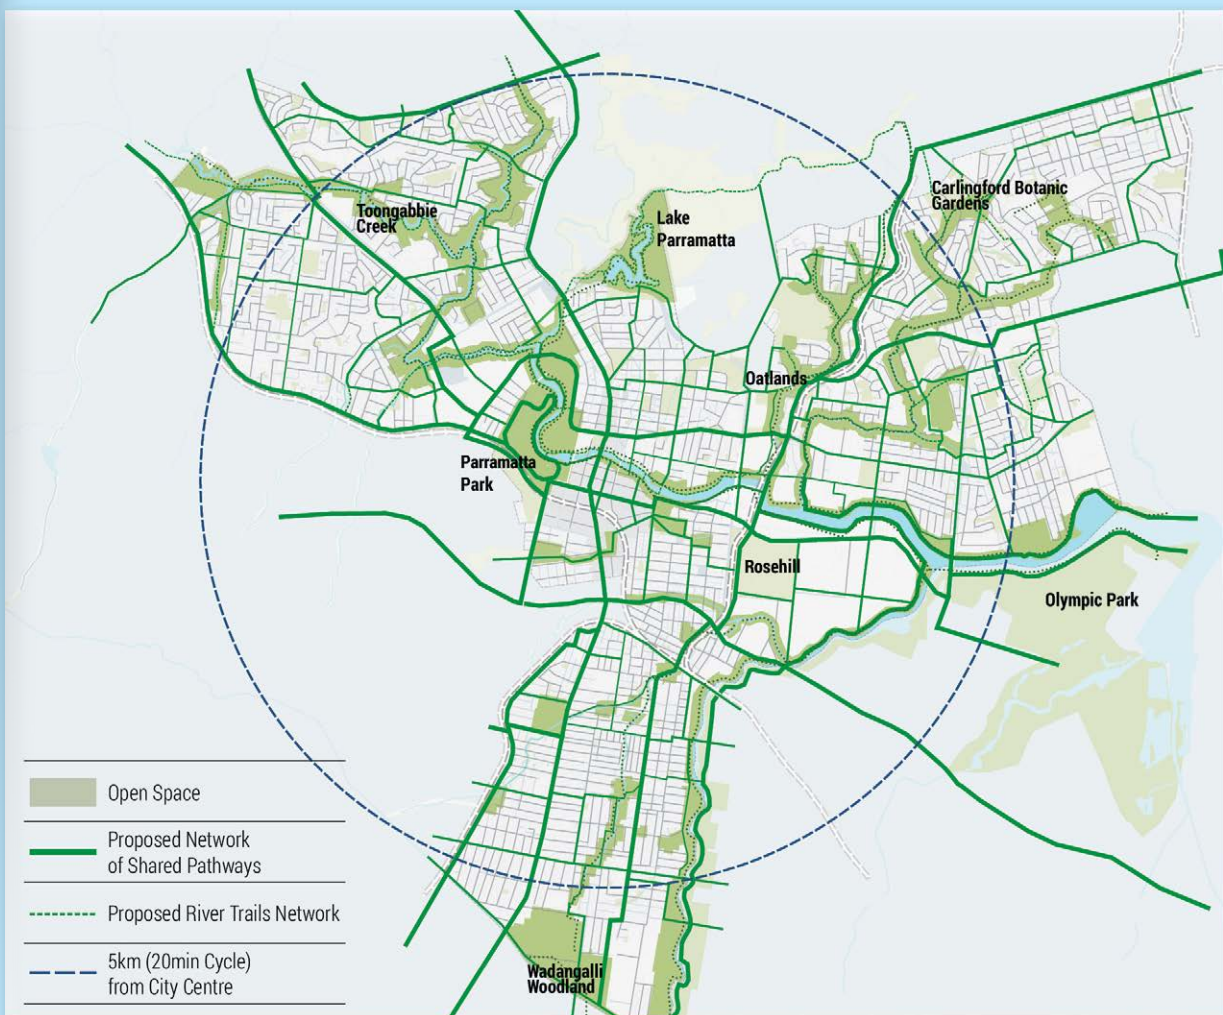 Carlingford Botanic
Gardens
Toongabbie
Creek
Lake
Parramatta
Oatlands
Parramatta
Park
Rosehill
Olympic Park
Wadangalli
Woodland
Open Space
Proposed Network
of Shared Pathways
Proposed River Trails Network
5km (20min Cycle)
from City Centre